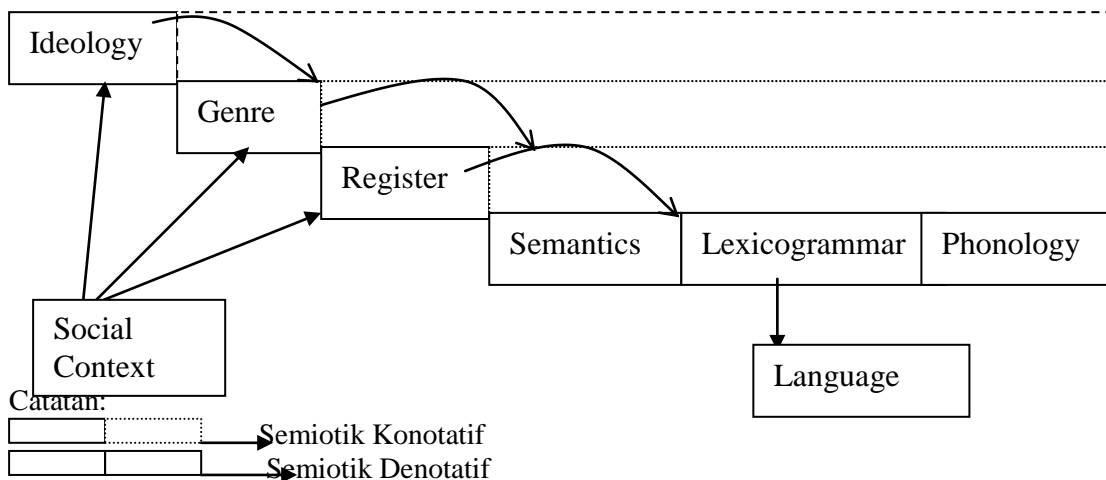 Ideology
Genre
Register
Semantics
Lexicogrammar
Phonology
Social
Context
Language
Catatan:
Semiotik Konotatif
Semiotik Denotatif